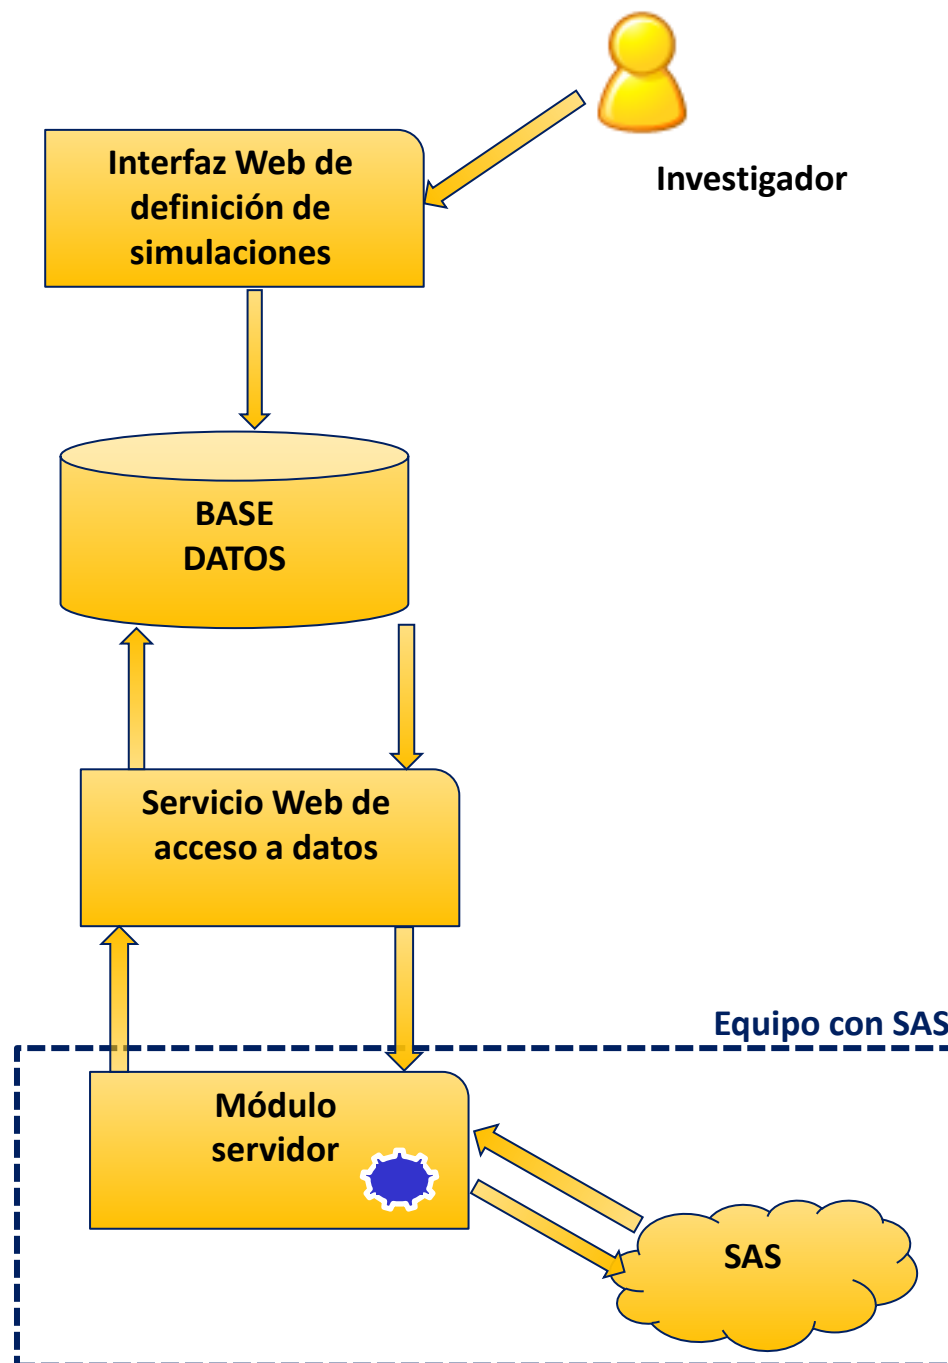 Interfaz Web de
definición de
simulaciones
Investigador
BASE
DATOS
Servicio Web de
acceso a datos
Equipo con SAS
Módulo
servidor
SAS